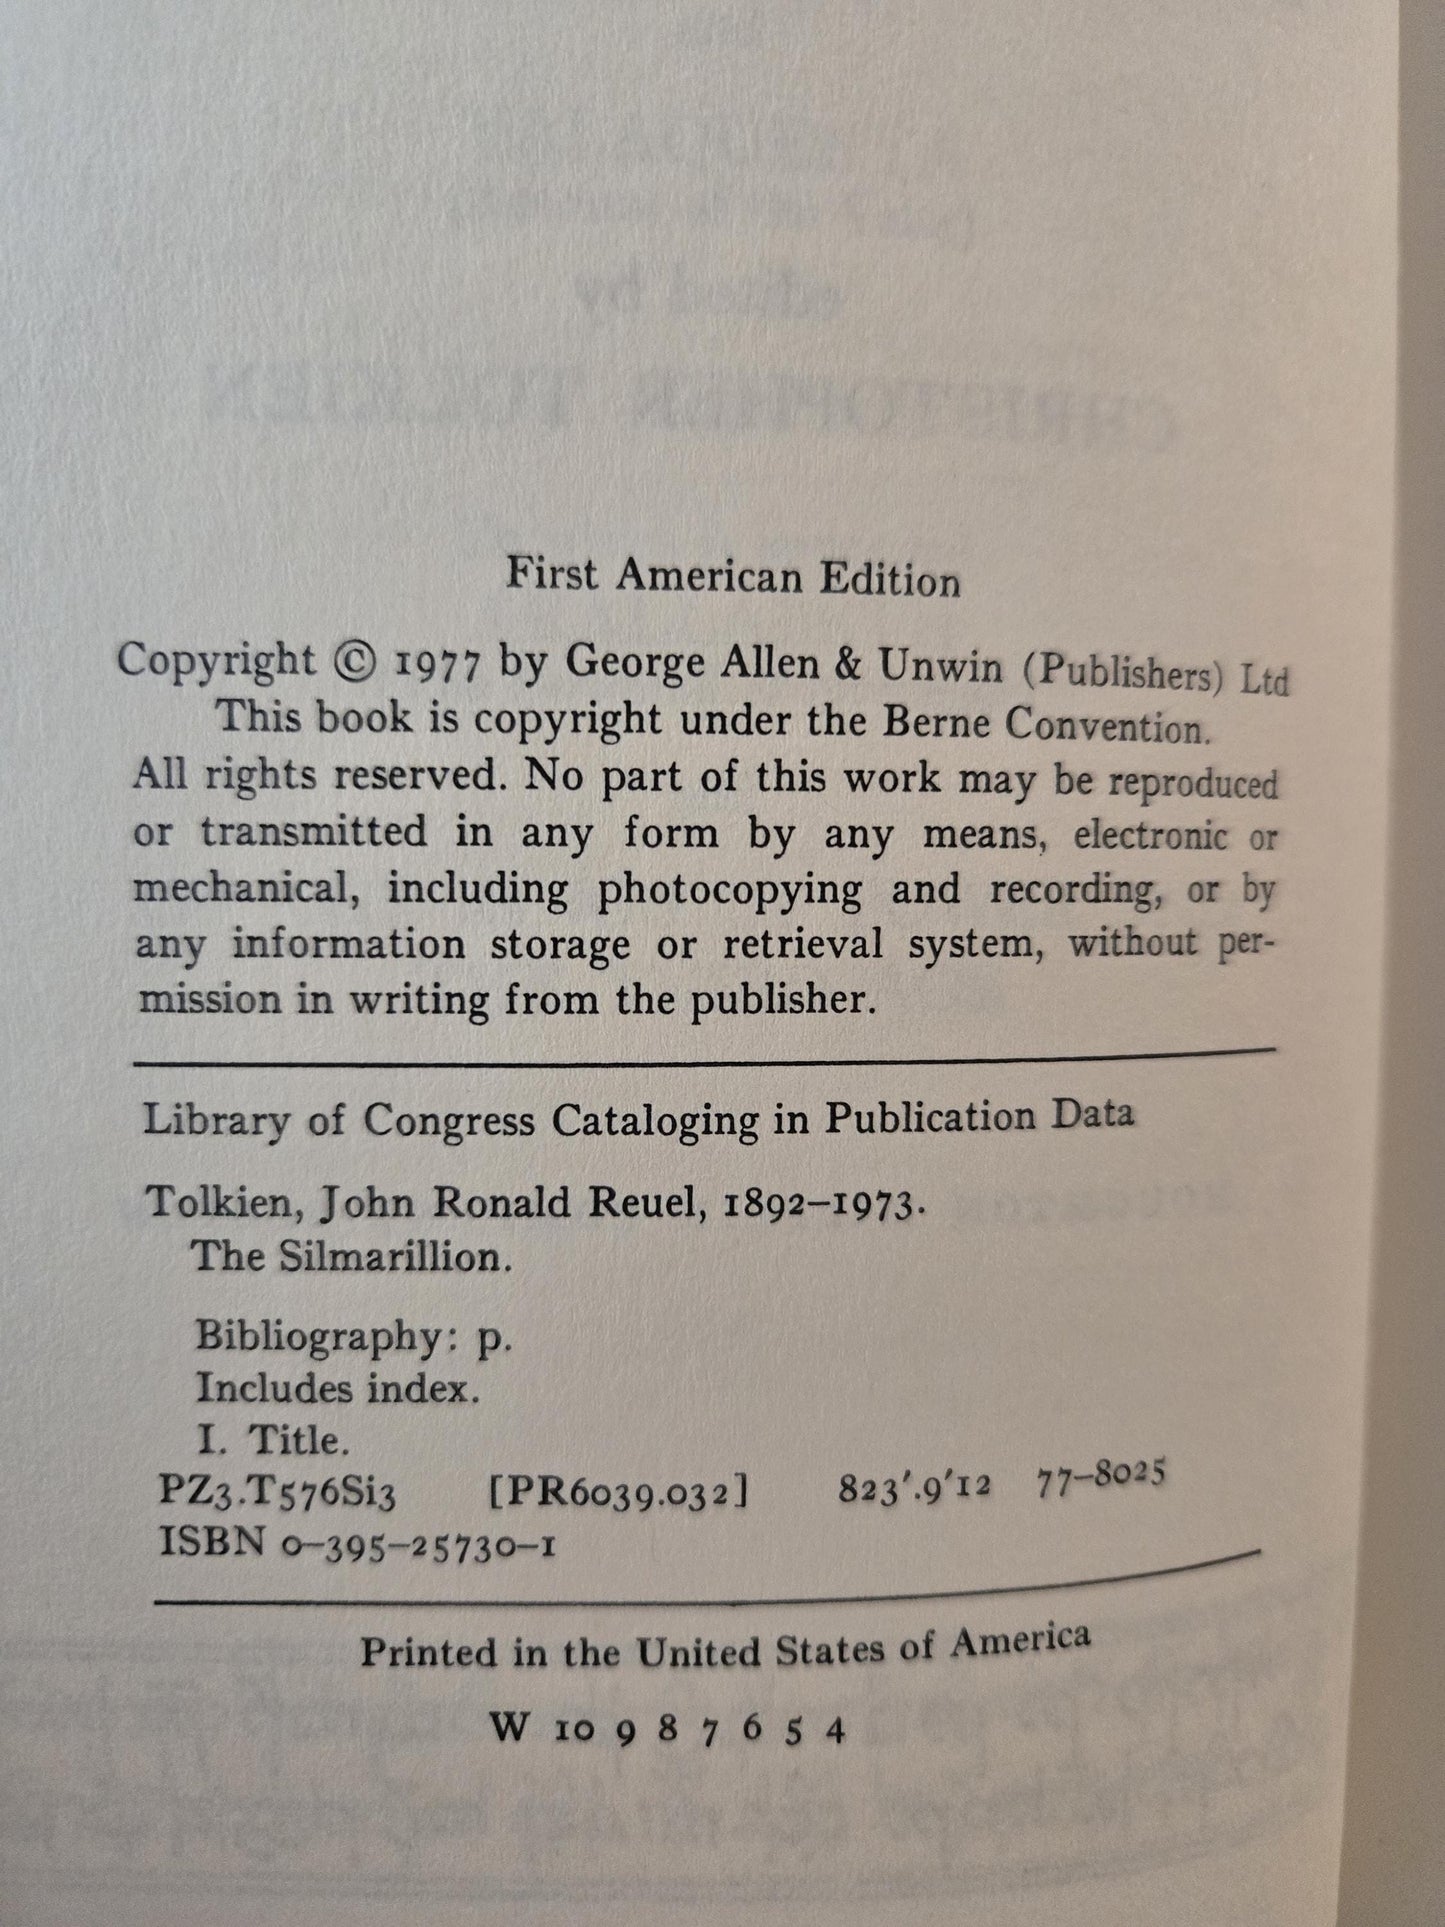 First American Edition
Copyright © 1977 by George Allen & Unwin (Publishers) Ltd
This book is copyright under the Berne Convention.
All rights reserved. No part of this work may be reproduced
or transmitted in any form by any means, electronic or
mechanical, including photocopying and recording, or by
any information storage or retrieval system, without per-
mission in writing from the publisher.
Library of Congress Cataloging in Publication Data
Tolkien, John Ronald Reuel, 1892–1973.
The Silmarillion.
Bibliography: p.
Includes index.
I. Title.
PZ3.T576Si3 [PR6039.032] 823'.9'12 77–8025
ISBN 0–395–25730–1
Printed in the United States of America
W 10 9 8 7 6 5 4